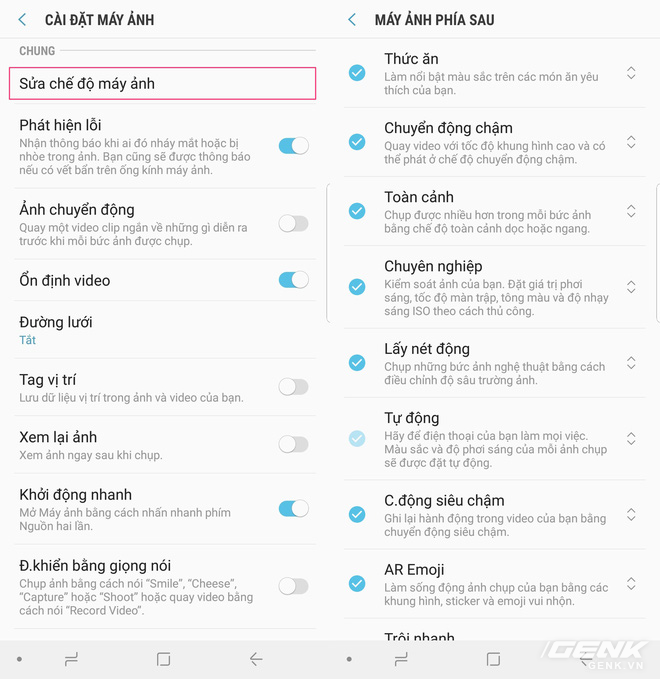 CÀI ĐẶT MÁY ẢNH
CHUNG
Sửa chế độ máy ảnh
Phát hiện lỗi
Nhận thông báo khi ai đó nháy mắt hoặc bị
nhòe trong ảnh. Bạn cũng sẽ được thông báo
nếu có vết bẩn trên ống kính máy ảnh.
Ảnh chuyển động
Quay một video clip ngắn về những gì diễn ra
trước khi mỗi bức ảnh được chụp.
Ổn định video
Đường lưới
Tắt
Tag vị trí
Lưu dữ liệu vị trí trong ảnh và video của bạn.
Xem lại ảnh
Xem ảnh ngay sau khi chụp.
Khởi động nhanh
Mở Máy ảnh bằng cách nhấn nhanh phím
Nguồn hai lần.
Đ.khiển bằng giọng nói
Chụp ảnh bằng cách nói “Smile”, “Cheese”,
“Capture” hoặc “Shoot” hoặc quay video bằng
cách nói “Record Video”.
MÁY ẢNH PHÍA SAU
Thức ăn
Làm nổi bật màu sắc trên các món ăn yêu
thích của bạn.
Chuyển động chậm
Quay video với tốc độ khung hình cao và có
thể phát ở chế độ chuyển động chậm.
Toàn cảnh
Chụp được nhiều hơn trong mỗi bức ảnh
bằng chế độ toàn cảnh dọc hoặc ngang.
Chuyên nghiệp
Kiểm soát ảnh của bạn. Đặt giá trị phơi
sáng, tốc độ màn trập, tông màu và độ nhạy
sáng ISO theo cách thủ công.
Lấy nét động
Chụp những bức ảnh nghệ thuật bằng cách
điều chỉnh độ sâu trường ảnh.
Tự động
Hãy để điện thoại của bạn làm mọi việc.
Màu sắc và độ phơi sáng của mỗi ảnh chụp
sẽ được đặt tự động.
C.động siêu chậm
Ghi lại hành động trong video của bạn bằng
chuyển động siêu chậm.
AR Emoji
Làm sống động ảnh chụp của bạn bằng các
khung hình, sticker và emoji vui nhộn.
Trôi nhanh
GENK
GENK.VN